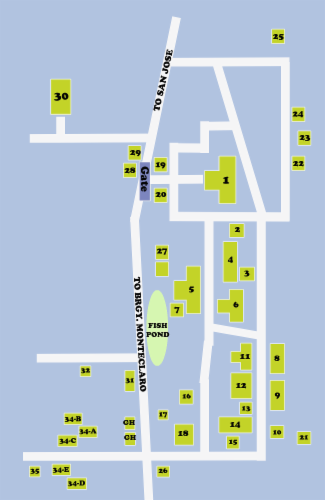 25
TO SAN JOSE
30
24
23
29
19
28
Gate
22
1
20
2
27
4
3
5
6
7
TO BRGY. MONTECLARO
FISH
POND
11
8
32
31
12
9
16
13
17
34-B
GH
14
34-A
18
10
34-C
GH
15
21
35
34-E
26
34-D